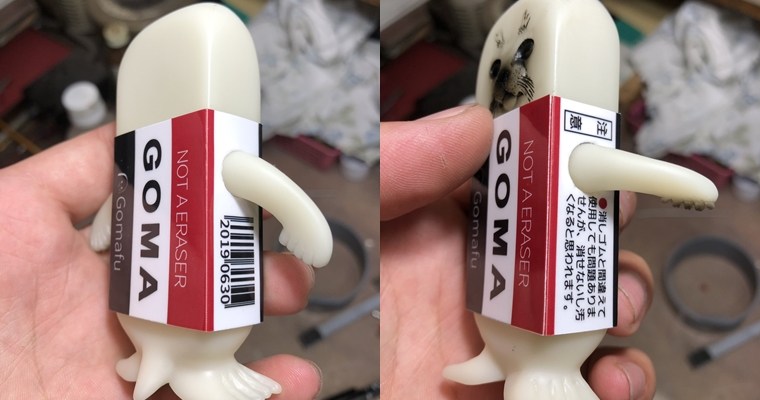 GOMA
NOT A ERASER
Gomafu
20190630
GOMA
NOT A ERASER
Gomafu
注意
●消しゴムと間違えて
使用しても問題ありま
せんが、消せないし汚
くなると思われます。